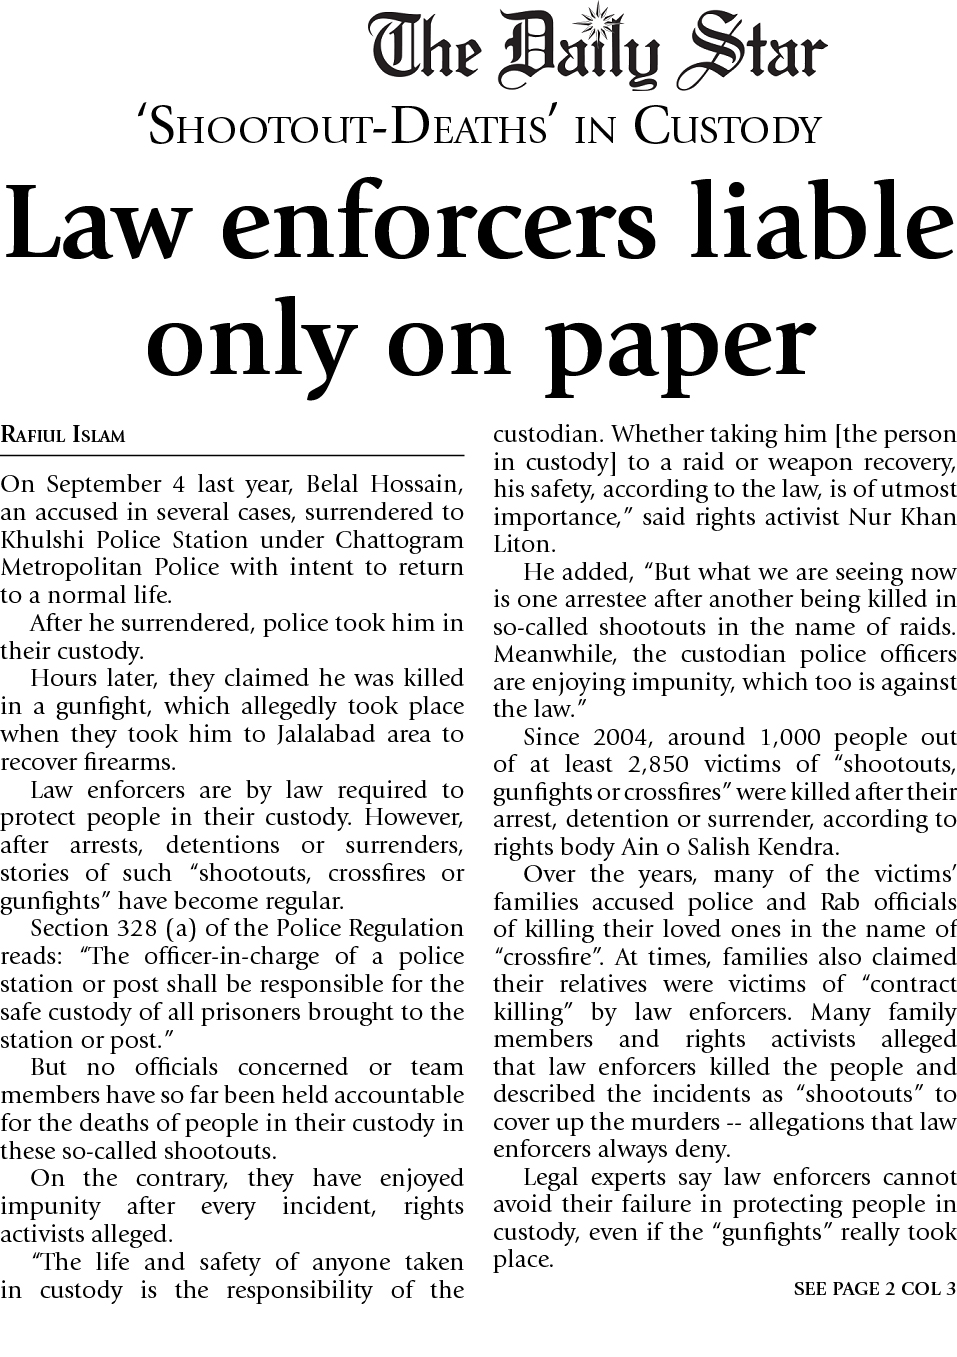 The Daily Star
‘Shootout-Deaths’ in Custody
Law enforcers liable
only on paper
Rafiul Islam
On September 4 last year, Belal Hossain,
an accused in several cases, surrendered to
Khulshi Police Station under Chattogram
Metropolitan Police with intent to return
to a normal life.
After he surrendered, police took him in
their custody.
Hours later, they claimed he was killed
in a gunfight, which allegedly took place
when they took him to Jalalabad area to
recover firearms.
Law enforcers are by law required to
protect people in their custody. However,
after arrests, detentions or surrenders,
stories of such “shootouts, crossfires or
gunfights” have become regular.
Section 328 (a) of the Police Regulation
reads: “The officer-in-charge of a police
station or post shall be responsible for the
safe custody of all prisoners brought to the
station or post.”
But no officials concerned or team
members have so far been held accountable
for the deaths of people in their custody in
these so-called shootouts.
On the contrary, they have enjoyed
impunity after every incident, rights
activists alleged.
“The life and safety of anyone taken
in custody is the responsibility of the
custodian. Whether taking him [the person
in custody] to a raid or weapon recovery,
his safety, according to the law, is of utmost
importance,” said rights activist Nur Khan
Liton.
He added, “But what we are seeing now
is one arrestee after another being killed in
so-called shootouts in the name of raids.
Meanwhile, the custodian police officers
are enjoying impunity, which too is against
the law.”
Since 2004, around 1,000 people out
of at least 2,850 victims of “shootouts,
gunfights or crossfires” were killed after their
arrest, detention or surrender, according to
rights body Ain o Salish Kendra.
Over the years, many of the victims’
families accused police and Rab officials
of killing their loved ones in the name of
“crossfire”. At times, families also claimed
their relatives were victims of “contract
killing” by law enforcers. Many family
members and rights activists alleged
that law enforcers killed the people and
described the incidents as “shootouts” to
cover up the murders -- allegations that law
enforcers always deny.
Legal experts say law enforcers cannot
avoid their failure in protecting people in
custody, even if the “gunfights” really took
place.
SEE PAGE 2 COL 3